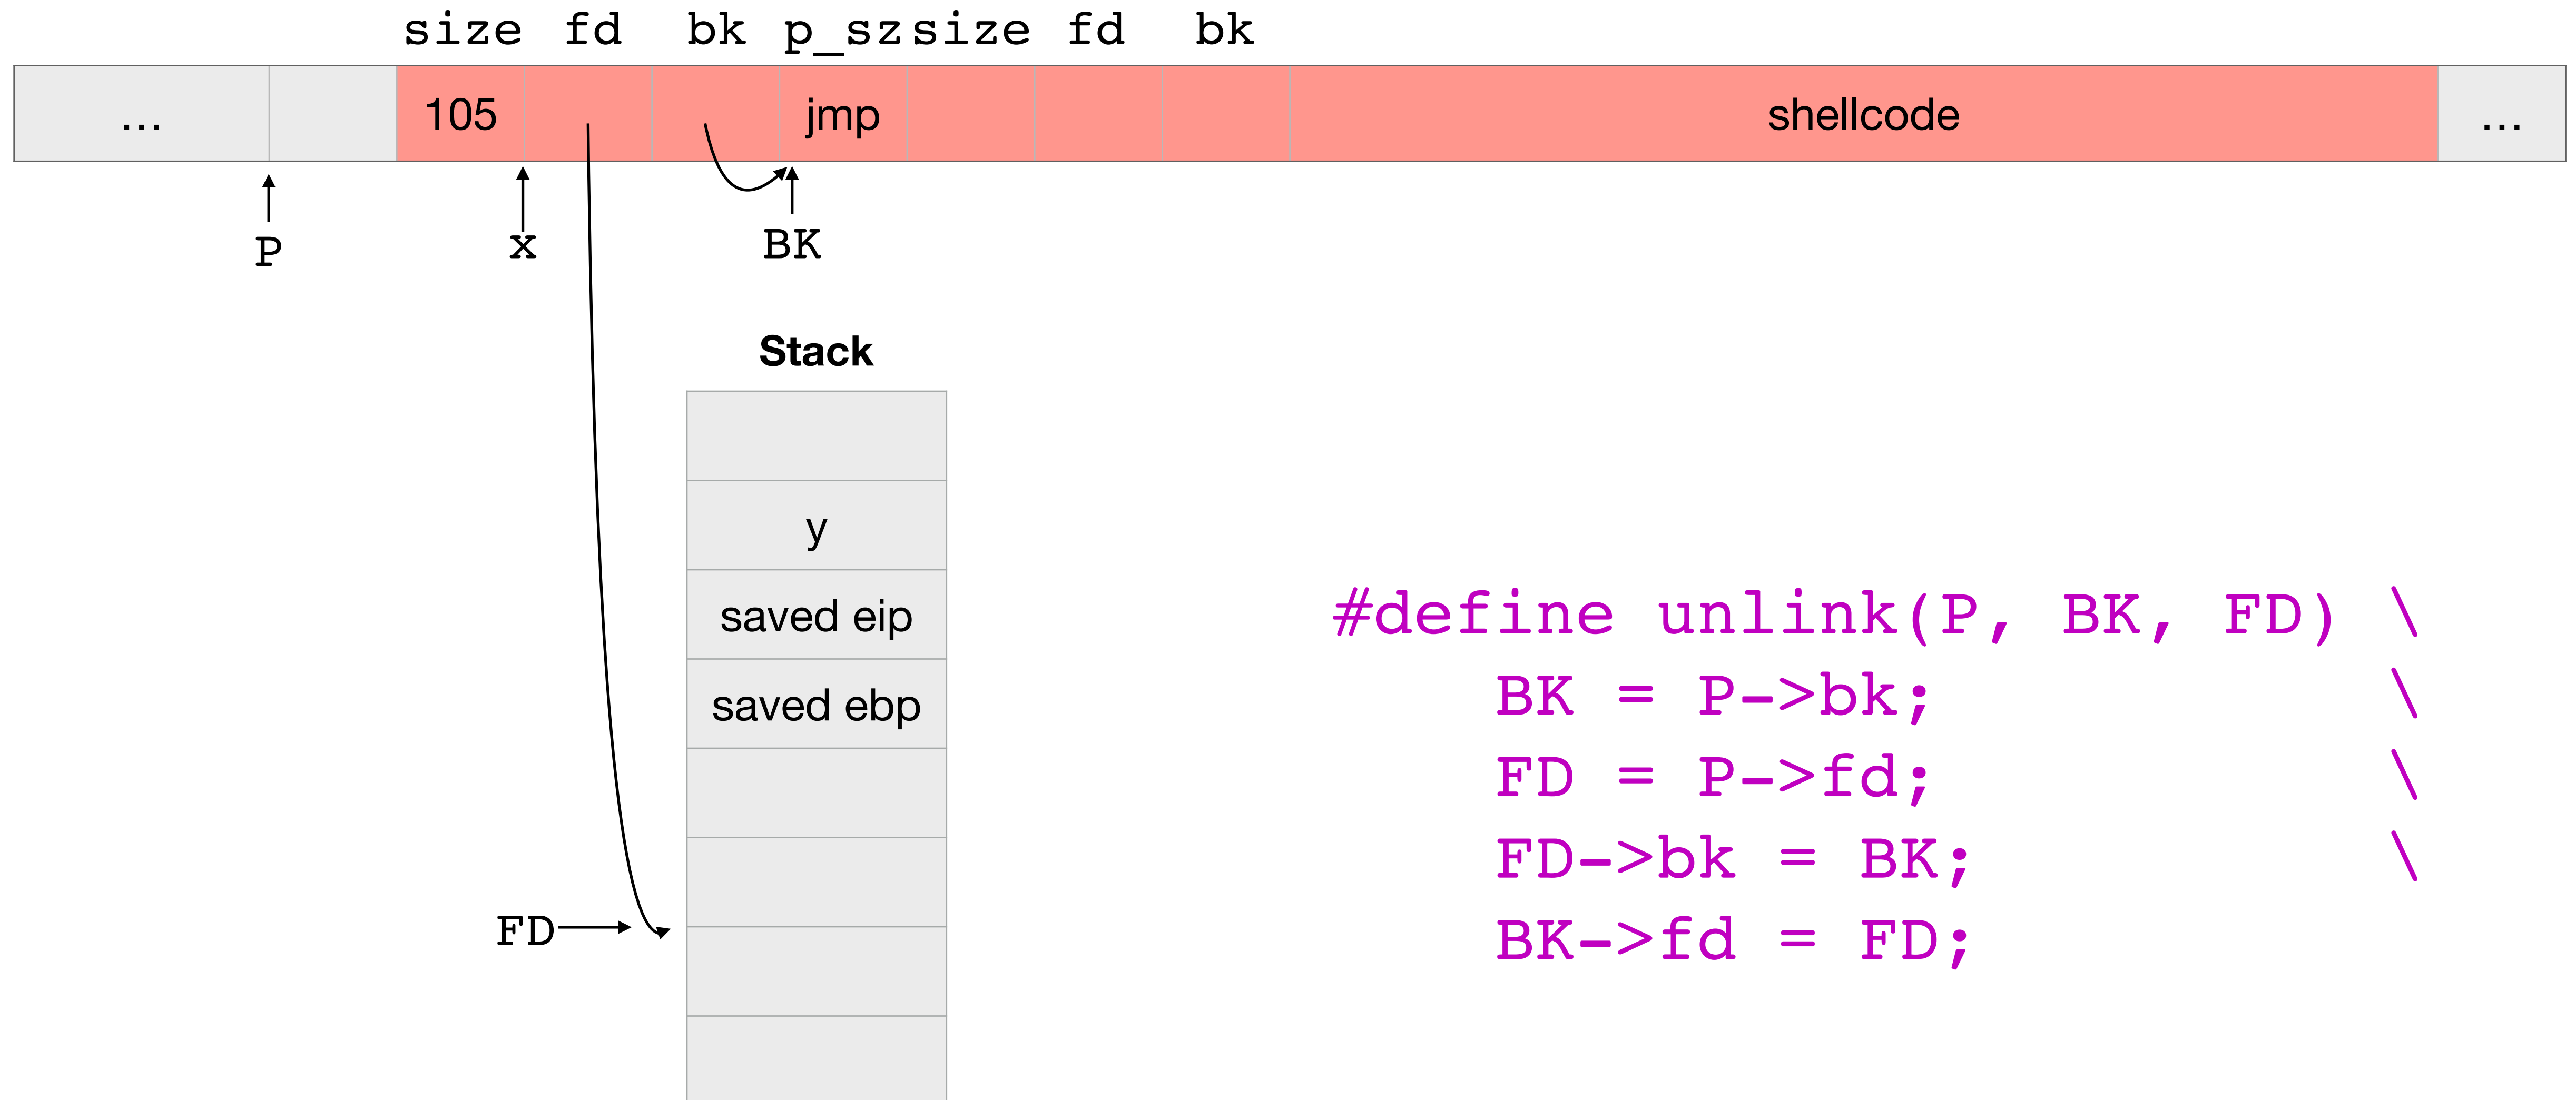 size fd bk p_sz size fd bk
... 105 jmp shellcode ...
P x BK
Stack
y
saved eip
saved ebp
FD
#define unlink(P, BK, FD) \
BK = P->bk; \
FD = P->fd; \
FD->bk = BK; \
BK->fd = FD;